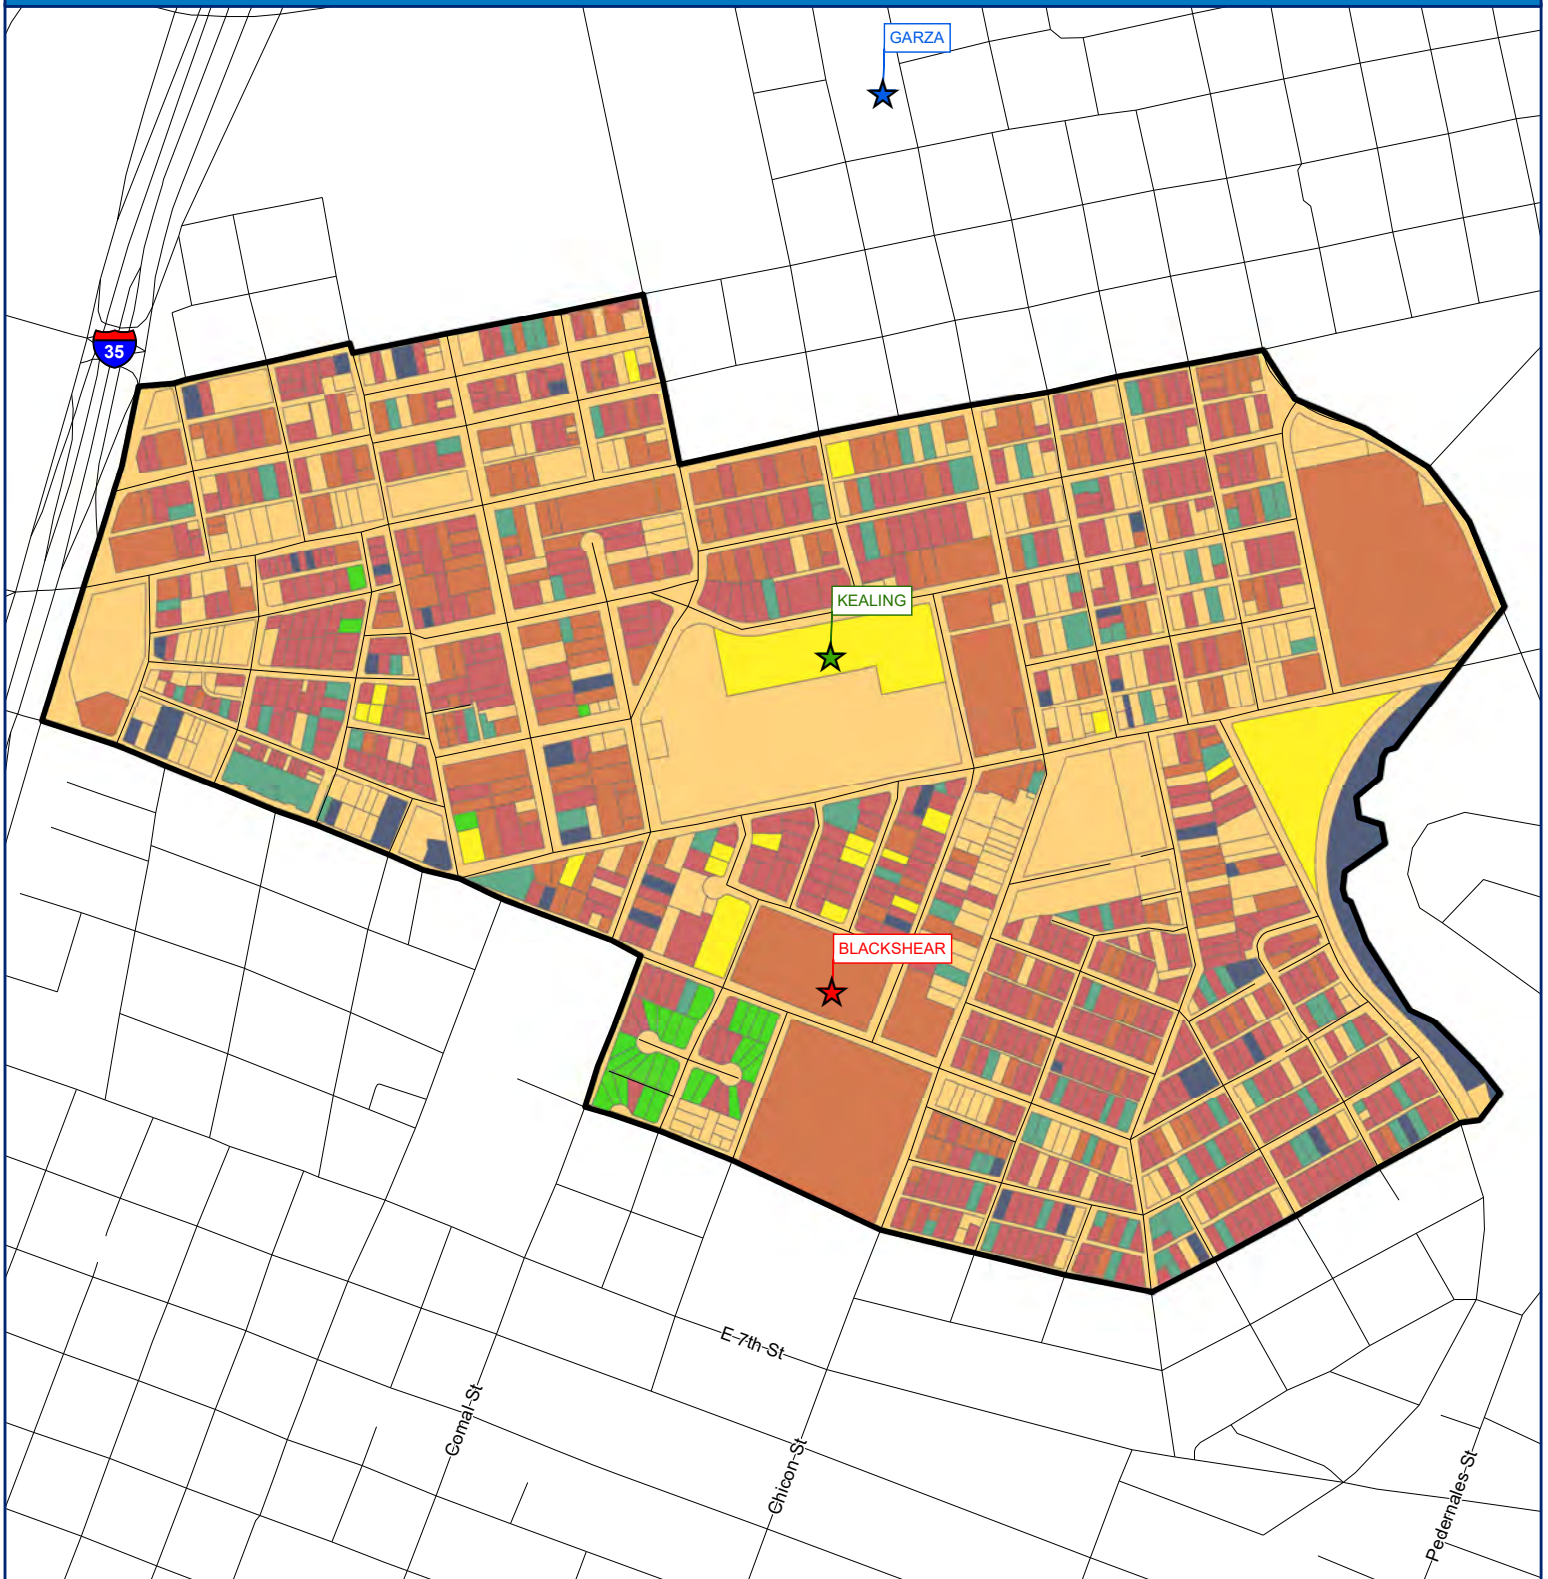 GARZA
35
KEALING
BLACKSHEAR
E 7th St
Comal St
Chicon St
Pedernales St